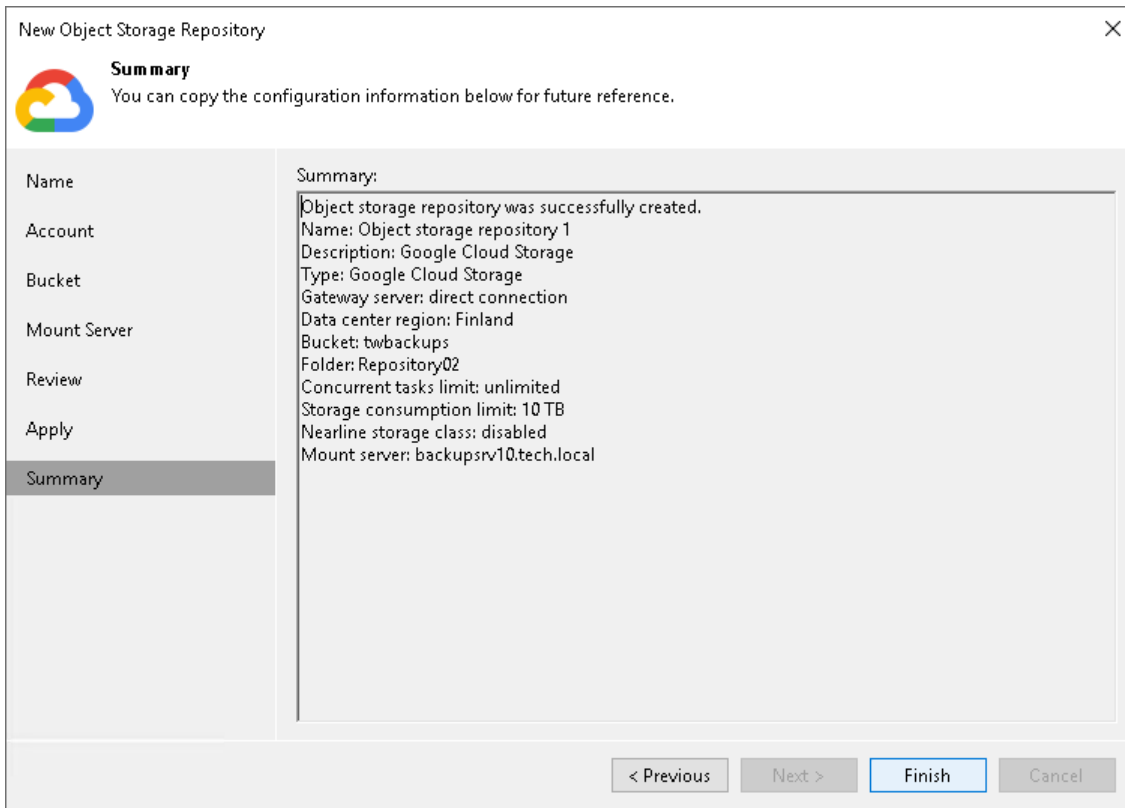 New Object Storage Repository
Summary
You can copy the configuration information below for future reference.
Name
Account
Bucket
Mount Server
Review
Apply
Summary
Summary:
Object storage repository was successfully created.
Name: Object storage repository 1
Description: Google Cloud Storage
Type: Google Cloud Storage
Gateway server: direct connection
Data center region: Finland
Bucket: twbackups
Folder: Repository02
Concurrent tasks limit: unlimited
Storage consumption limit: 10 TB
Nearline storage class: disabled
Mount server: backupsrv10.tech.local
< Previous
Next >
Finish
Cancel